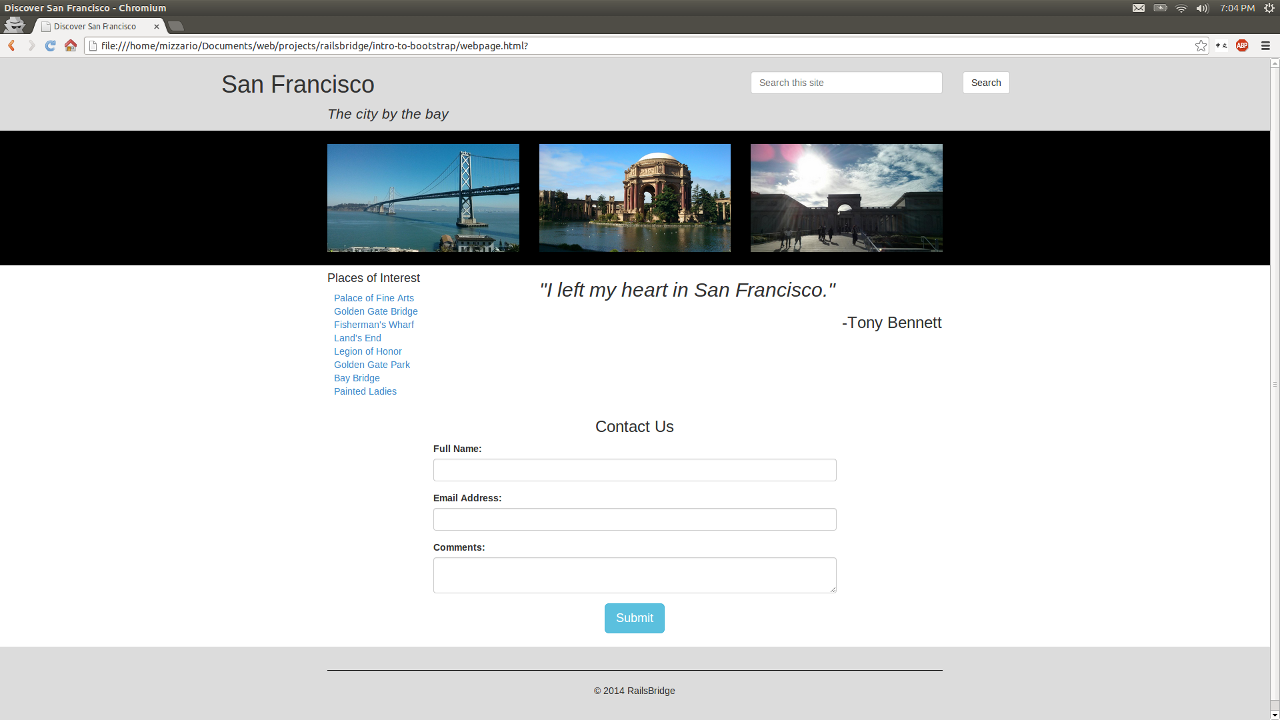 Discover San Francisco - Chromium
7:04 PM
Discover San Francisco
file:///home/mizzario/Documents/web/projects/railsbridge/intro-to-bootstrap/webpage.html?
ABP
San Francisco
Search this site
Search
The city by the bay
Places of Interest
Palace of Fine Arts
Golden Gate Bridge
Fisherman's Wharf
Land's End
Legion of Honor
Golden Gate Park
Bay Bridge
Painted Ladies
"I left my heart in San Francisco."
-Tony Bennett
Contact Us
Full Name:
Email Address:
Comments:
Submit
© 2014 RailsBridge